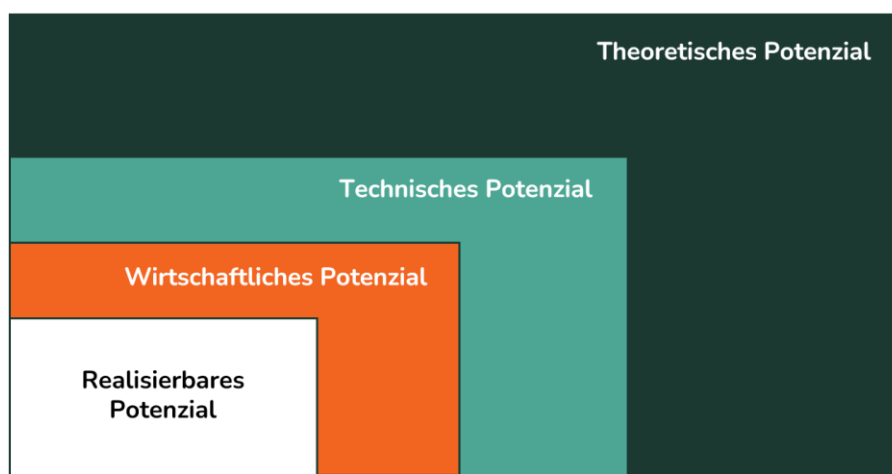 Theoretisches Potenzial
Technisches Potenzial
Wirtschaftliches Potenzial
Realisierbares
Potenzial